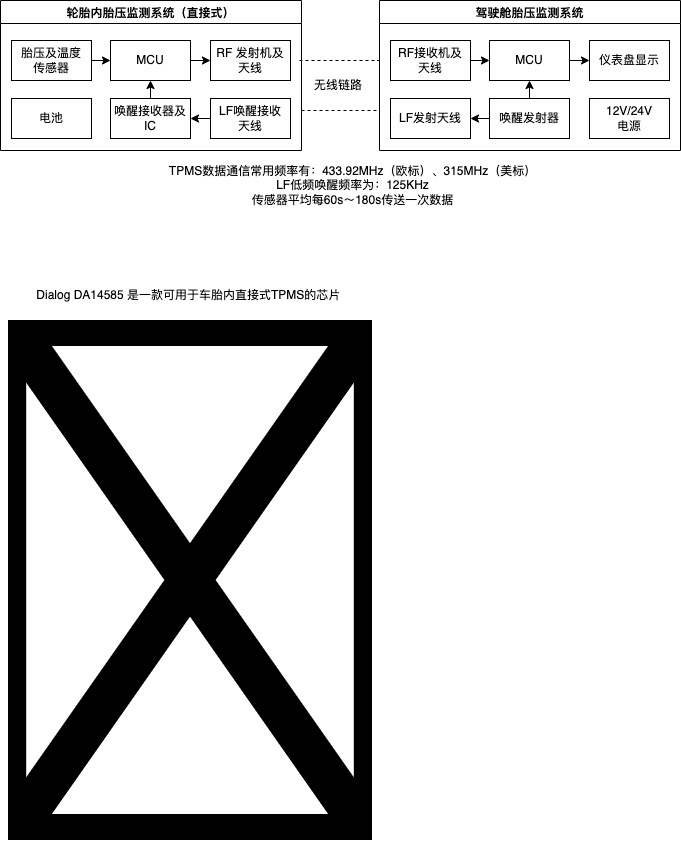 轮胎内胎压监测系统（直接式）
胎压及温度
传感器
MCU
RF 发射机及
天线
电池
唤醒接收器及
IC
LF唤醒接收
天线
无线链路
驾驶舱胎压监测系统
RF接收机及
天线
MCU
仪表盘显示
LF发射天线
唤醒发射器
12V/24V
电源
TPMS数据通信常用频率有：433.92MHz（欧标）、315MHz（美标）
LF低频唤醒频率为：125KHz
传感器平均每60s～180s传送一次数据
Dialog DA14585 是一款可用于车胎内直接式TPMS的芯片